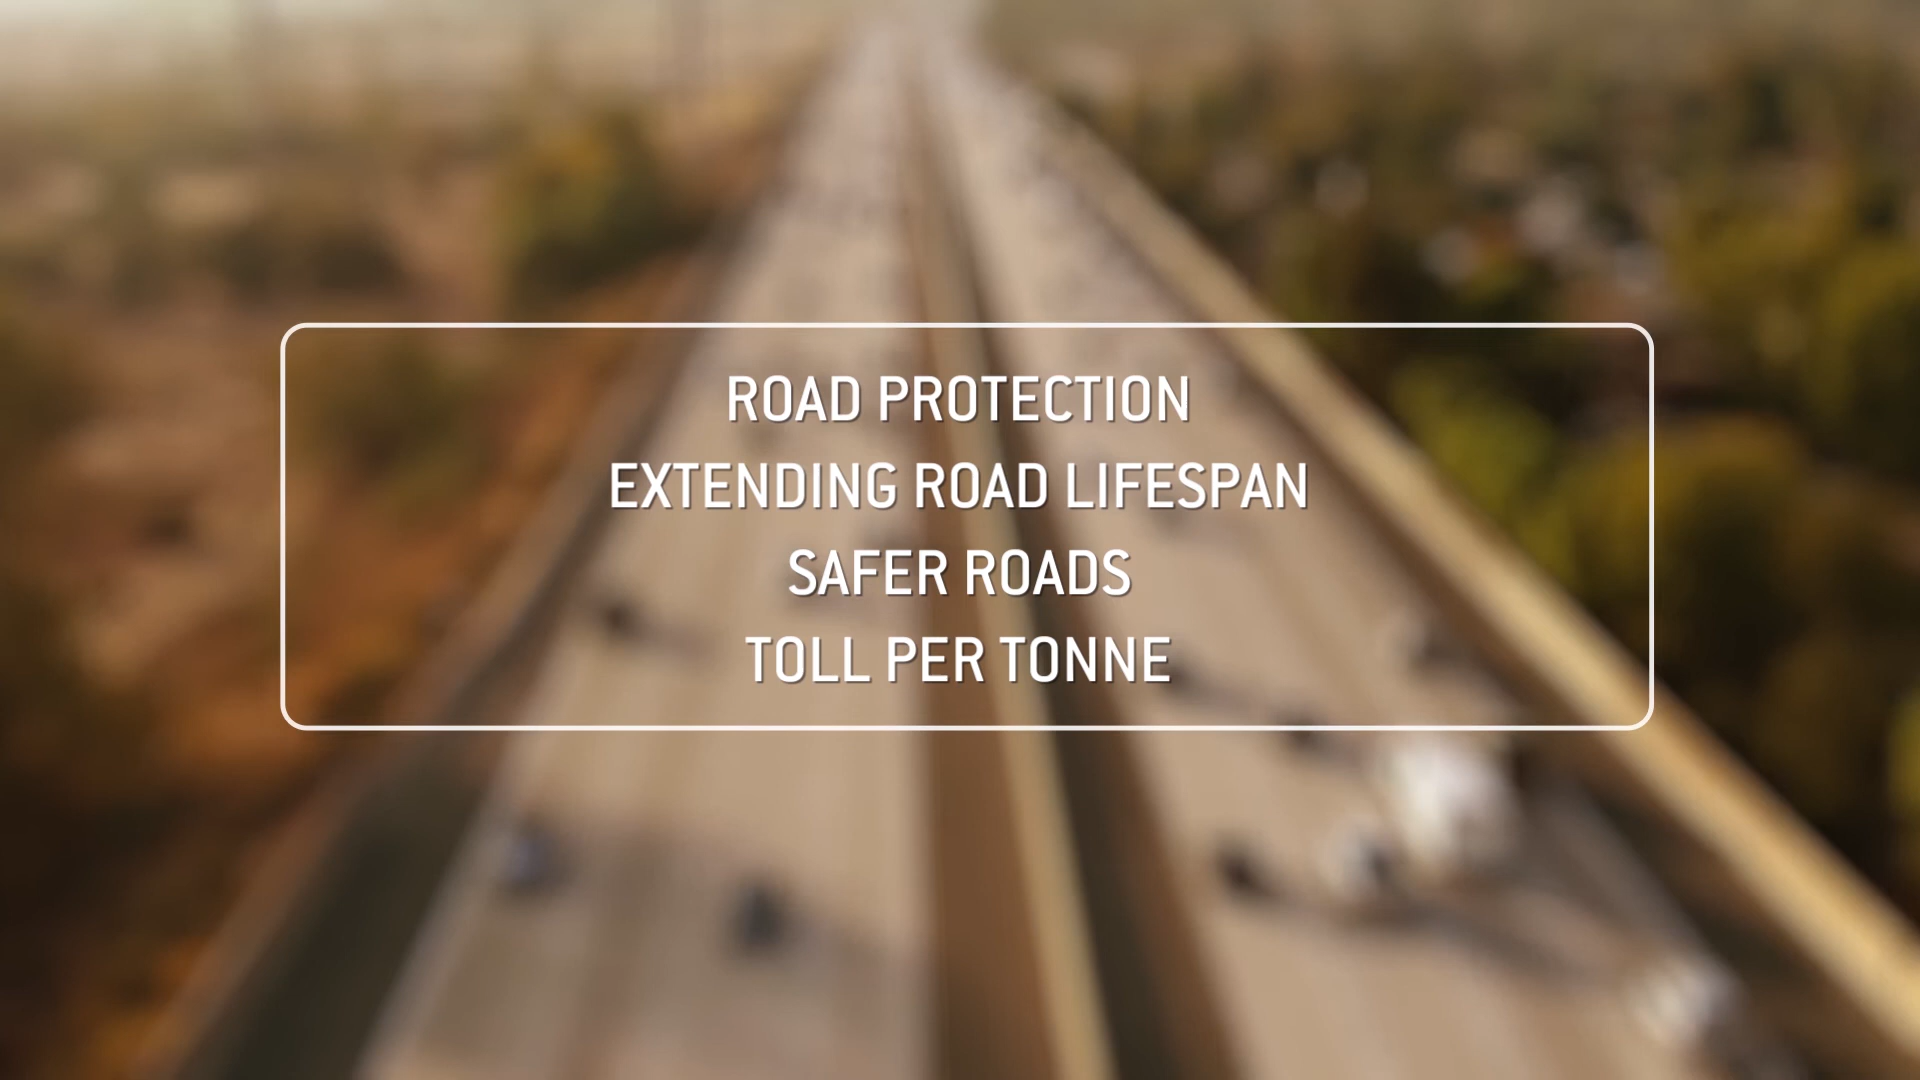 ROAD PROTECTION
EXTENDING ROAD LIFESPAN
SAFER ROADS
TOLL PER TONNE